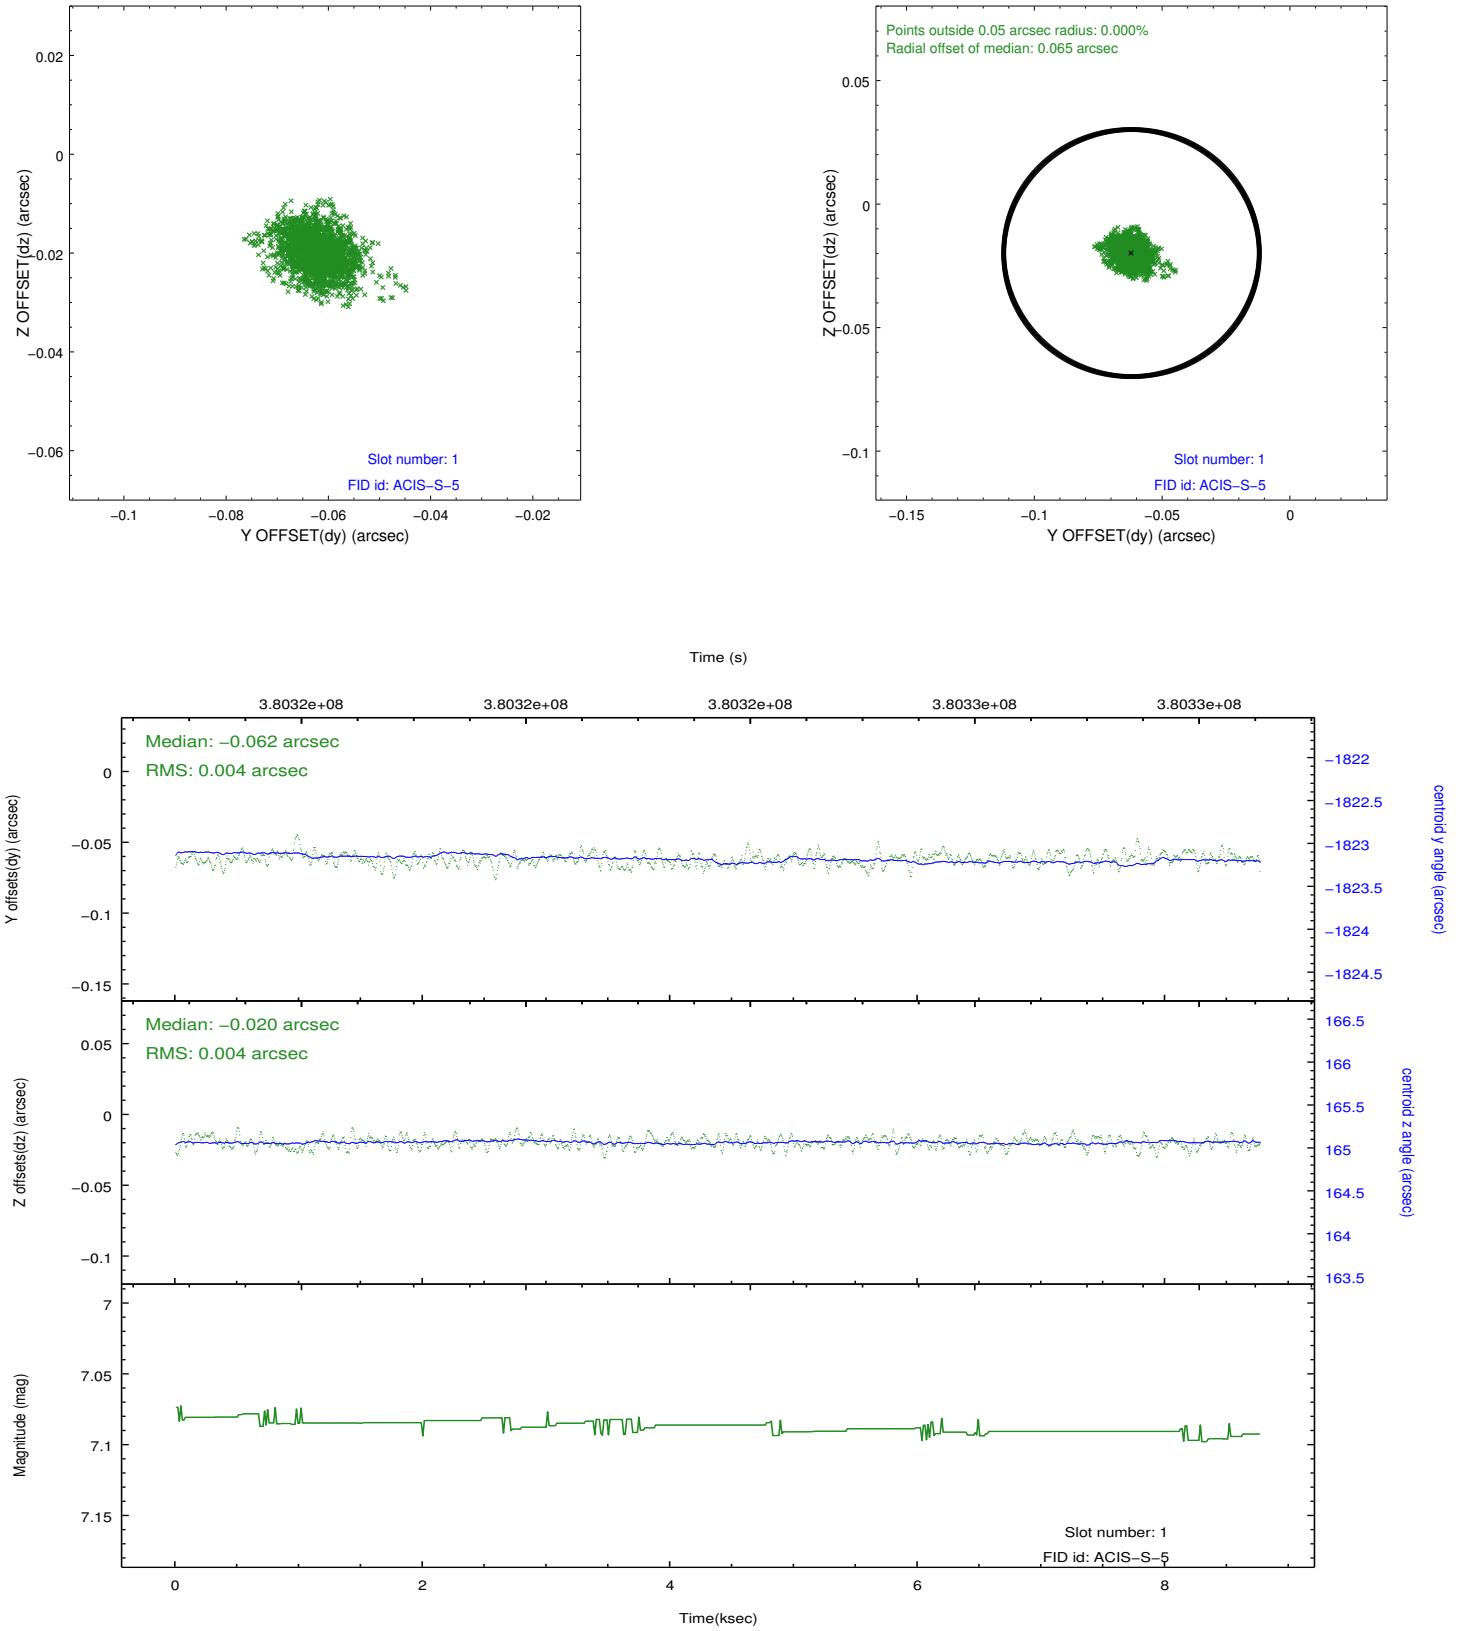 0.02
0
−0.02
−0.04
−0.06
Z OFFSET(dz) (arcsec)
Slot number: 1
FID id: ACIS−S−5
−0.1
−0.08
−0.06
−0.04
−0.02
Y OFFSET(dy) (arcsec)
Points outside 0.05 arcsec radius: 0.000%
Radial offset of median: 0.065 arcsec
0.05
0
−0.05
−0.1
Z OFFSET(dz) (arcsec)
Slot number: 1
FID id: ACIS−S−5
−0.15
−0.1
−0.05
0
Y OFFSET(dy) (arcsec)
Time (s)
3.8032e+08
3.8032e+08
3.8032e+08
3.8033e+08
3.8033e+08
Median: −0.062 arcsec
RMS: 0.004 arcsec
0
−0.05
−0.1
−0.15
Y offsets(dy) (arcsec)
−1822
−1822.5
−1823
−1823.5
−1824
−1824.5
centroid y angle (arcsec)
Median: −0.020 arcsec
RMS: 0.004 arcsec
0.05
0
−0.05
−0.1
Z offsets(dz) (arcsec)
166.5
166
165.5
165
164.5
164
163.5
centroid z angle (arcsec)
7
7.05
7.1
7.15
Magnitude (mag)
Slot number: 1
FID id: ACIS−S−5
0
2
4
6
8
Time(ksec)